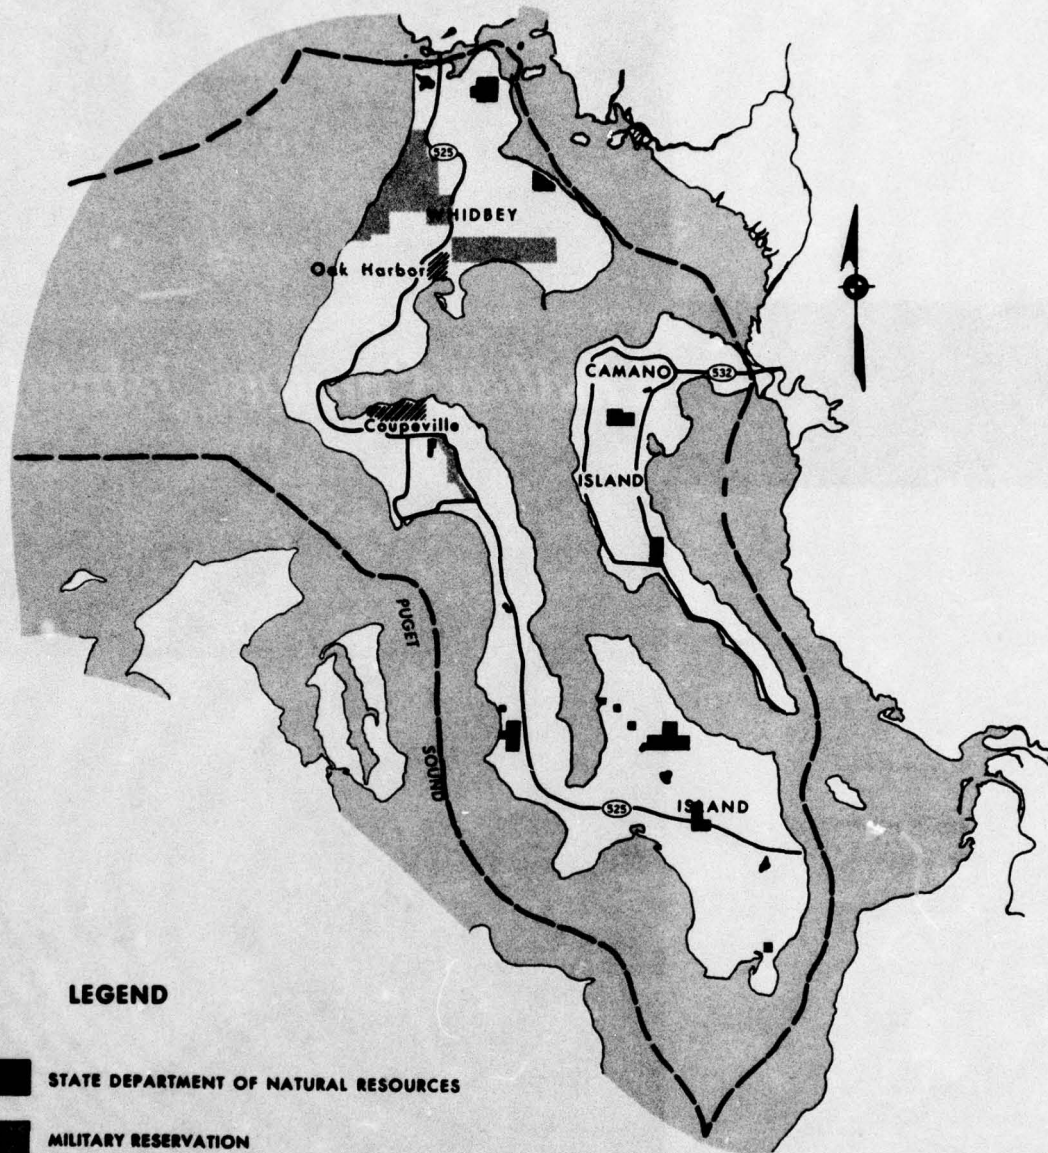 525
WHIDBEY
Oak Harbor
CAMANO
532
Coupeville
ISLAND
PUGET
SOUND
525
ISLAND
LEGEND
STATE DEPARTMENT OF NATURAL RESOURCES
MILITARY RESERVATION